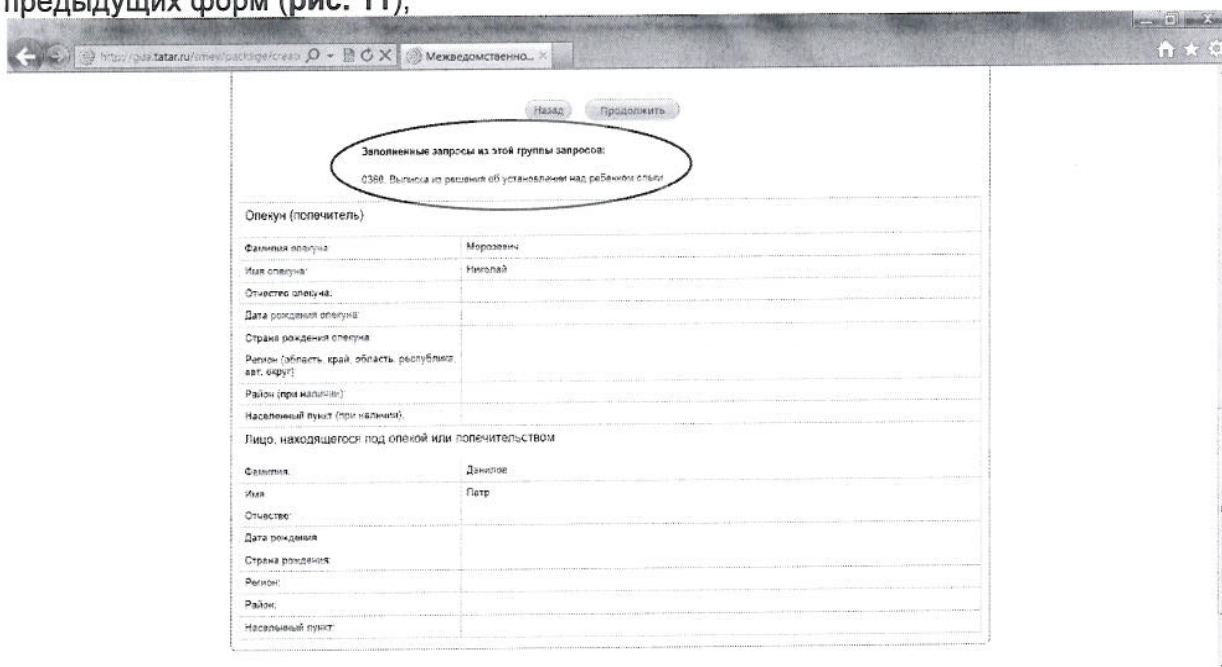 предыдущих форм (рис. 11);
Межведомственно...
Назад Продолжить
Заполненные запросы из этой группы запросов:
0360. Выписка из решения об установлении над ребенком опеки
Опекун (попечитель)
Фамилия опекуна: Морозевич
Имя опекуна: Николай
Отчество опекуна:
Дата рождения опекуна:
Страна рождения опекуна
Регион (область, край, область, республика,
авт. округ)
Район (при наличии):
Населенный пункт (при наличии):
Лицо, находящегося под опекой или попечительством
Фамилия: Данилов
Имя Петр
Отчество:
Дата рождения
Страна рождения:
Регион:
Район:
Населенный пункт: